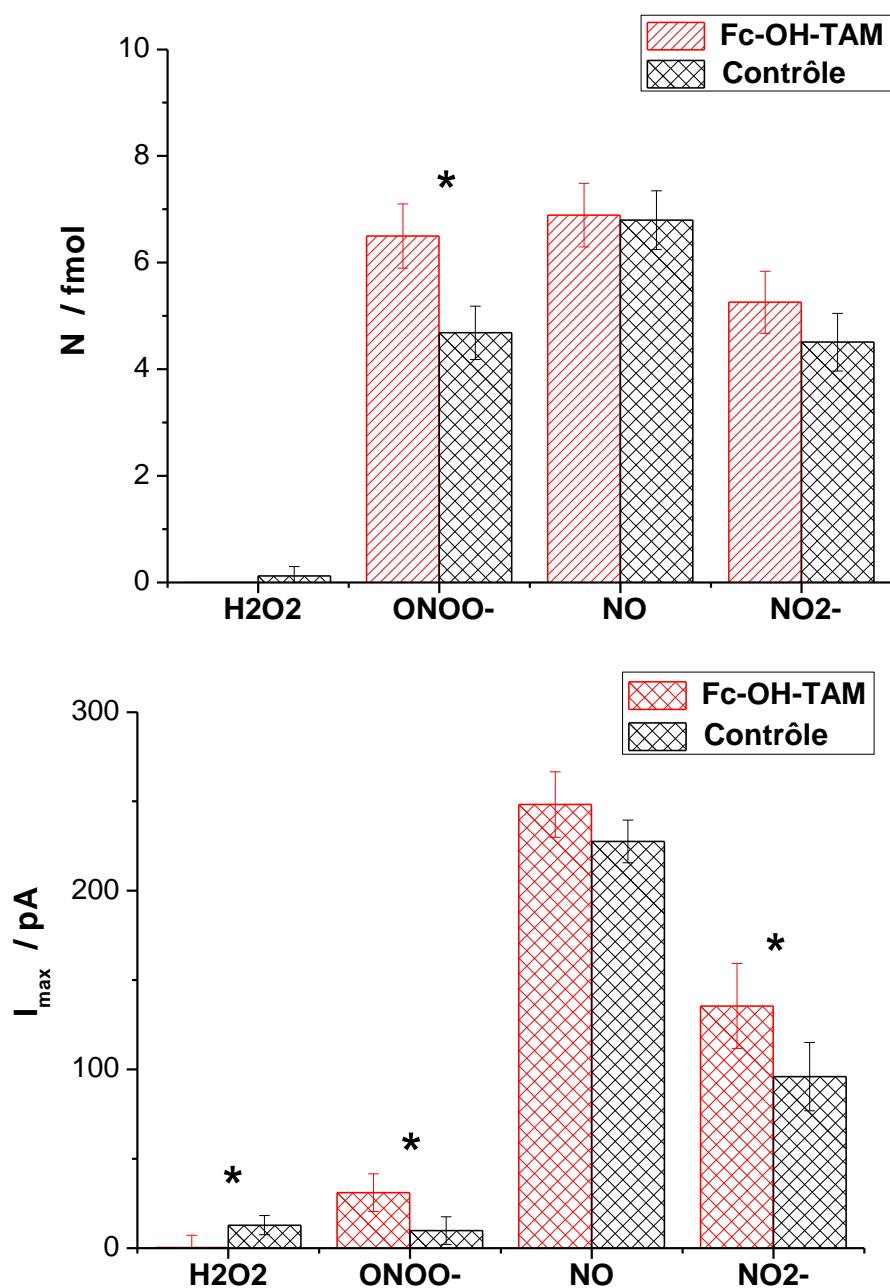 Fc-OH-TAM
Contrôle
N / fmol
10
8
6
4
2
0
*
H2O2 ONOO- NO NO2-
Fc-OH-TAM
Contrôle
Imax / pA
300
200
100
0
* * *
H2O2 ONOO- NO NO2-